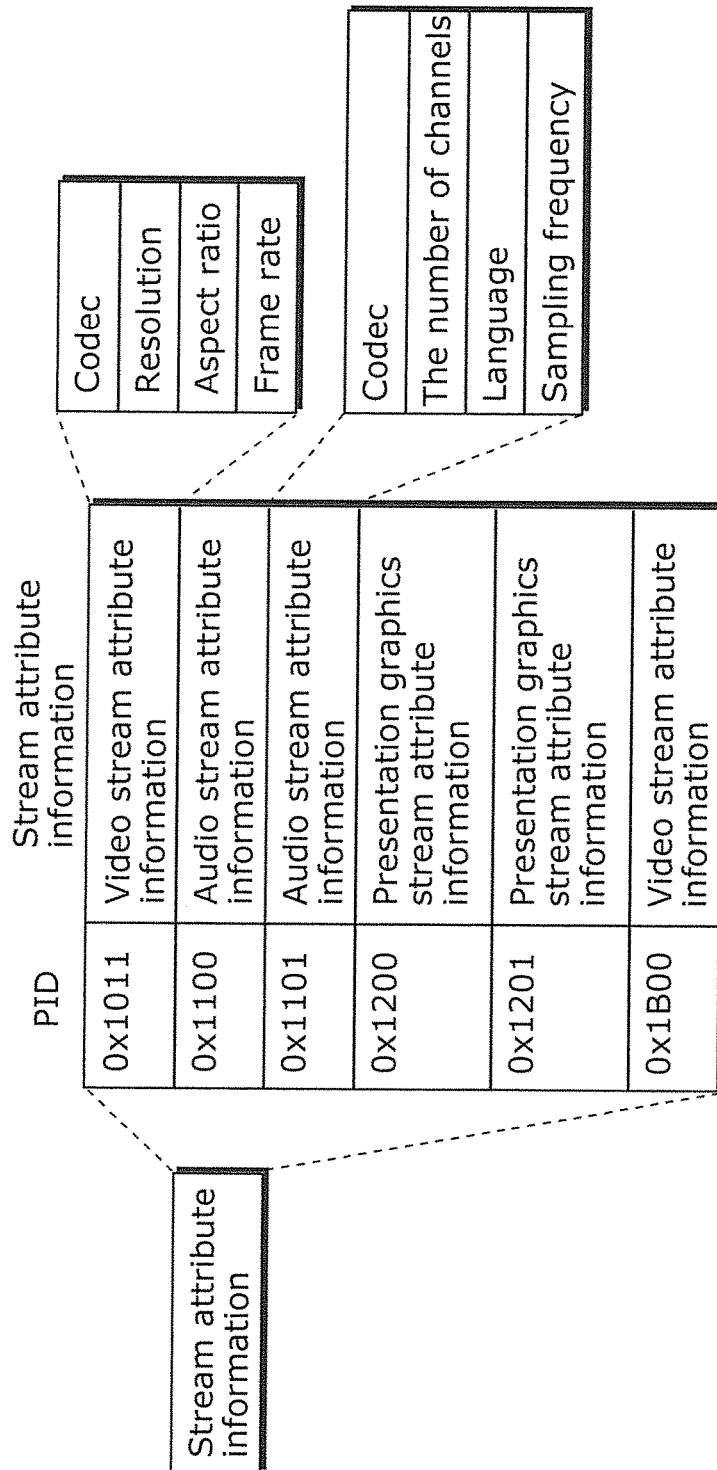 Stream attribute
information
PID
Stream attribute
information
0x1011
Video stream attribute
information
0x1100
Audio stream attribute
information
0x1101
Audio stream attribute
information
0x1200
Presentation graphics
stream attribute
information
0x1201
Presentation graphics
stream attribute
information
0x1B00
Video stream attribute
information
Codec
Resolution
Aspect ratio
Frame rate
Codec
The number of channels
Language
Sampling frequency